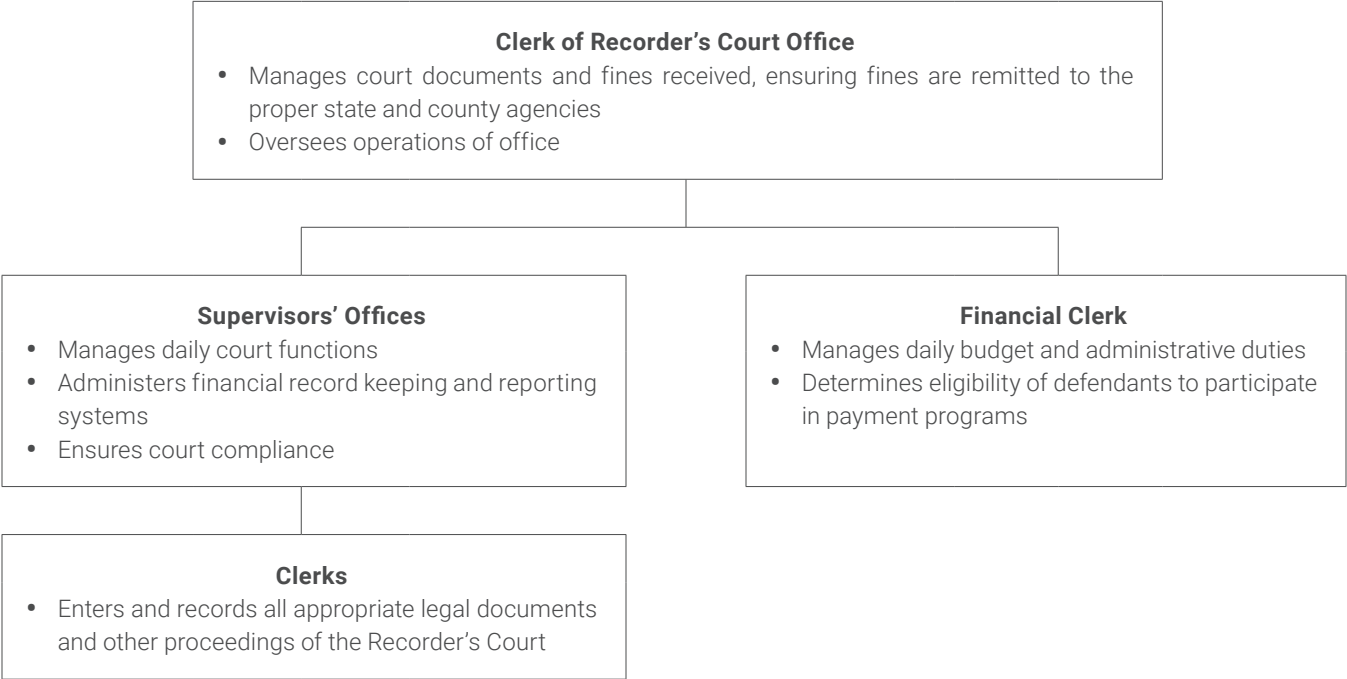 Clerk of Recorder’s Court Office
• Manages court documents and fines received, ensuring fines are remitted to the
proper state and county agencies
• Oversees operations of office
Supervisors’ Offices
• Manages daily court functions
• Administers financial record keeping and reporting
systems
• Ensures court compliance
Financial Clerk
• Manages daily budget and administrative duties
• Determines eligibility of defendants to participate
in payment programs
Clerks
• Enters and records all appropriate legal documents
and other proceedings of the Recorder’s Court